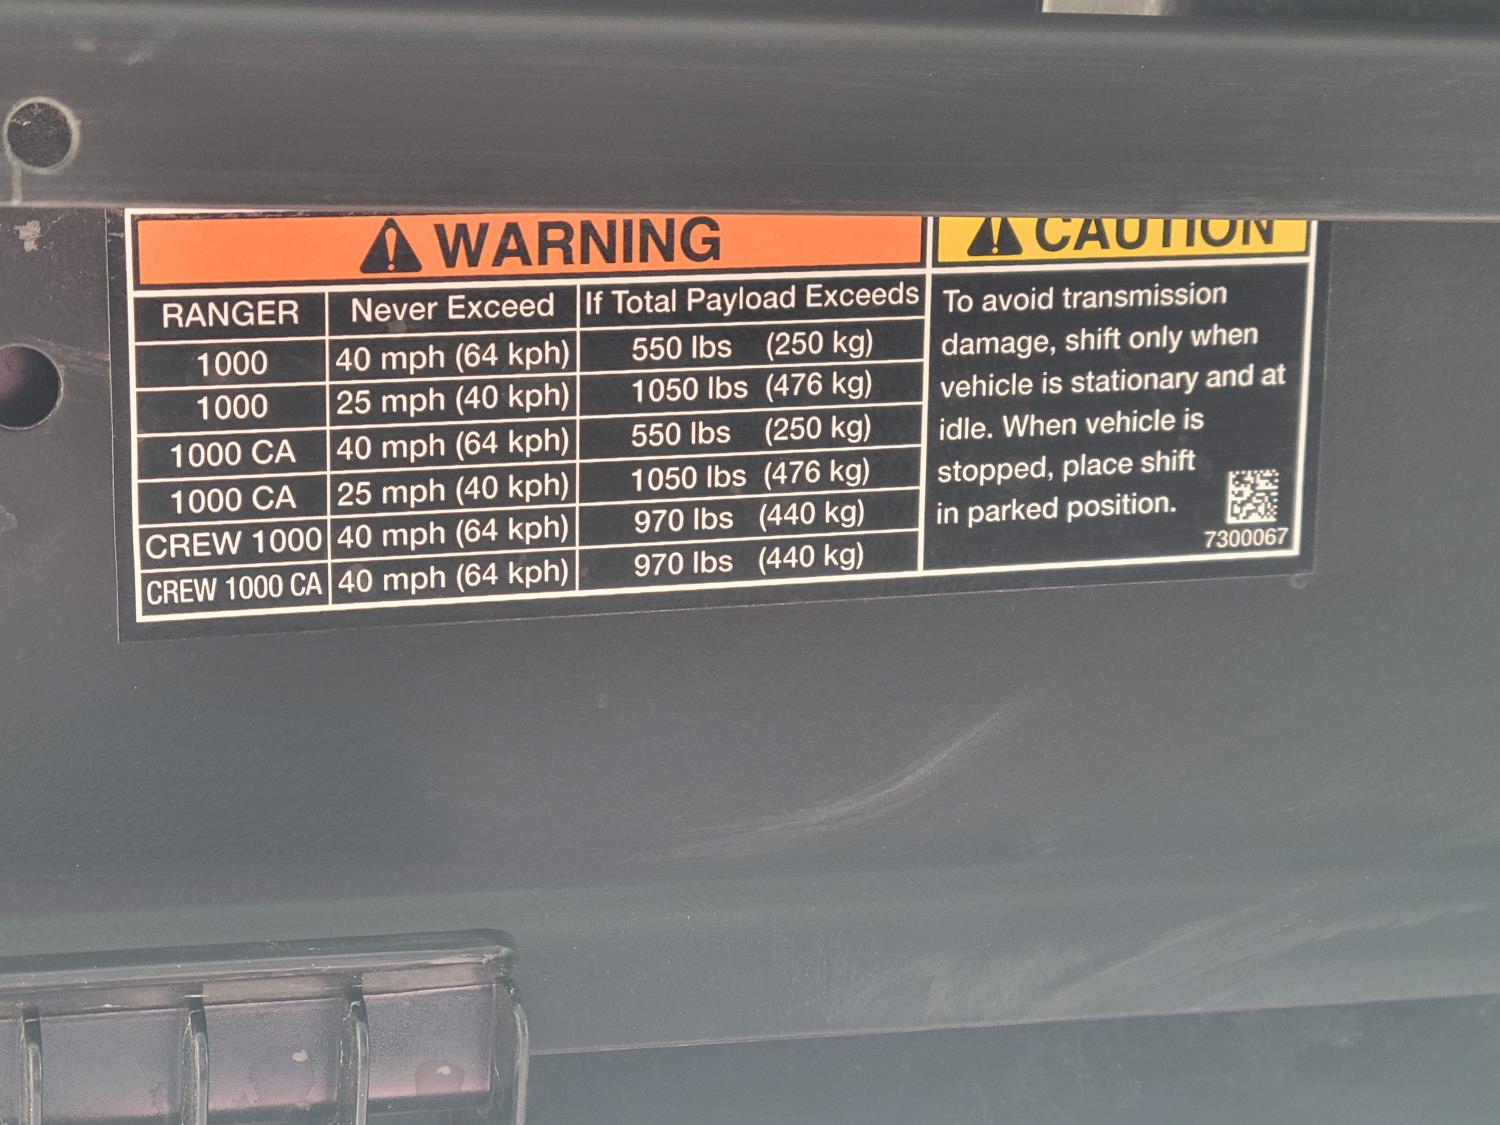 WARNING
RANGER Never Exceed If Total Payload Exceeds
1000 40 mph (64 kph) 550 lbs (250 kg)
1000 25 mph (40 kph) 1050 lbs (476 kg)
1000 CA 40 mph (64 kph) 550 lbs (250 kg)
1000 CA 25 mph (40 kph) 1050 lbs (476 kg)
CREW 1000 40 mph (64 kph) 970 lbs (440 kg)
CREW 1000 CA 40 mph (64 kph) 970 lbs (440 kg)
CAUTION
To avoid transmission
damage, shift only when
vehicle is stationary and at
idle. When vehicle is
stopped, place shift
in parked position.
7300067